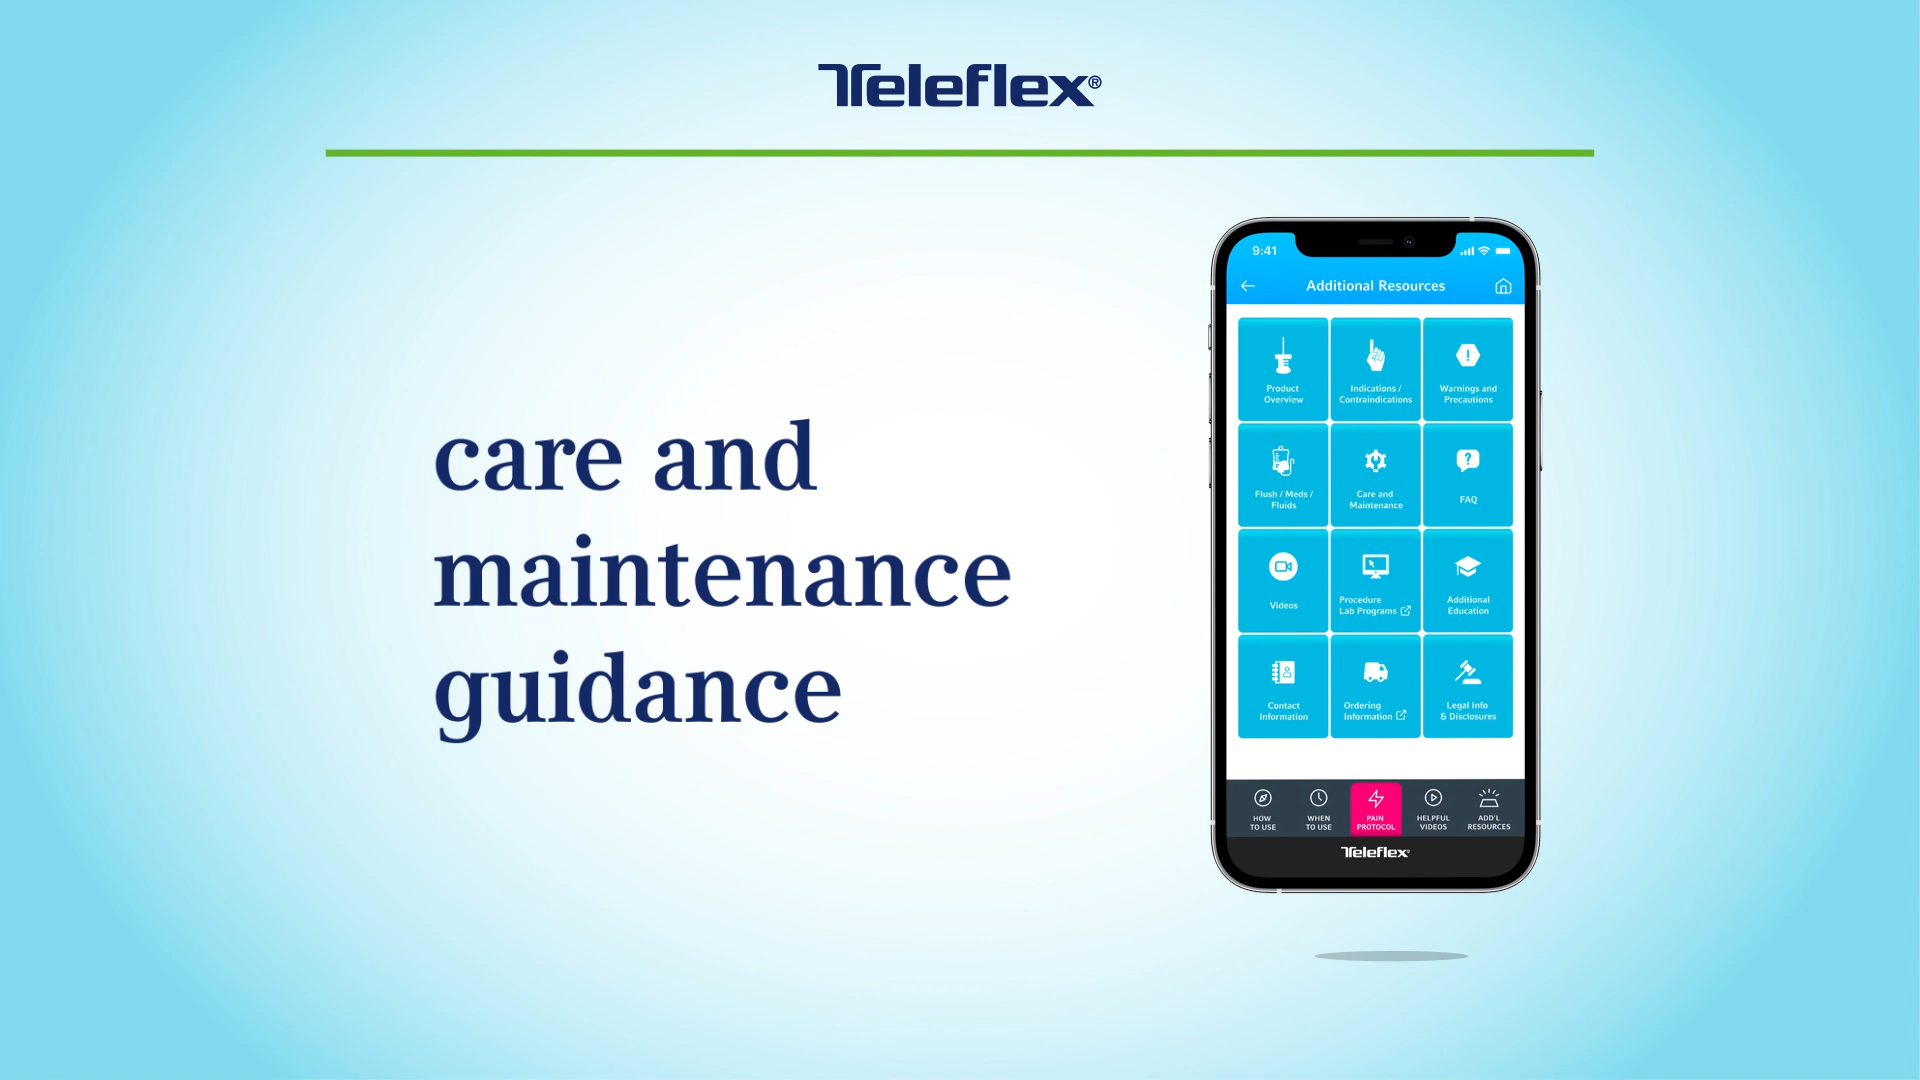 Teleflex®
care and
maintenance
guidance
9:41
Additional Resources
Product
Overview
Indications /
Contraindications
Warnings and
Precautions
Flush / Meds /
Fluids
Care and
Maintenance
?
FAQ
Videos
Procedure
Lab Programs
Additional
Education
Contact
Information
Ordering
Information
Legal Info
& Disclosures
HOW
TO USE
WHEN
TO USE
PAIN
PROTOCOL
HELPFUL
VIDEOS
ADD'L
RESOURCES
Teleflex®